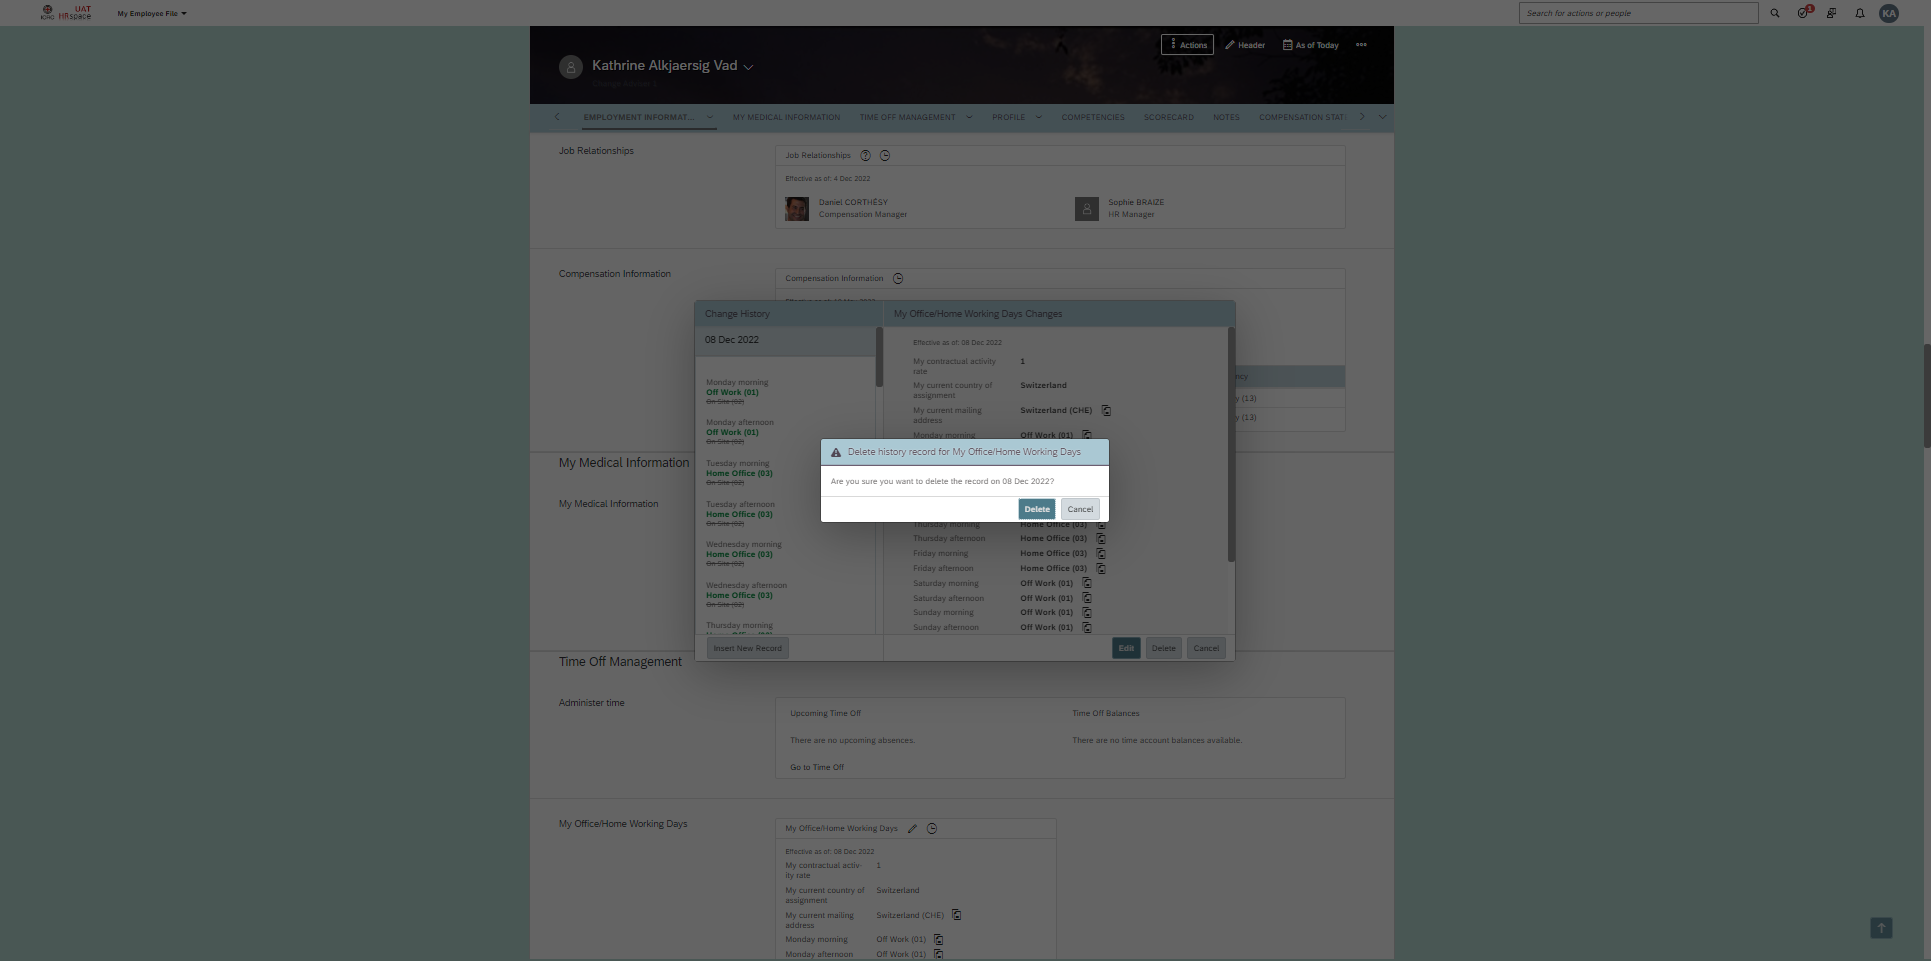 ICRC
UAT
HRspace
My Employee File
Search for actions or people
1
KA
Actions
Header
As of Today
Kathrine Alkjaersig Vad
EMPLOYMENT INFORMAT...
MY MEDICAL INFORMATION
TIME OFF MANAGEMENT
PROFILE
COMPETENCIES
SCORECARD
NOTES
COMPENSATION STAT
Job Relationships
Job Relationships
Effective as of: 4 Dec 2022
Daniel CORTHÉSY
Compensation Manager
Sophie BRAIZE
HR Manager
Compensation Information
Compensation Information
ncy
y (13)
y (13)
Change History
08 Dec 2022
Monday morning
Off Work (01)
On Site (02)
Monday afternoon
Off Work (01)
On Site (02)
Tuesday morning
Home Office (03)
On Site (02)
Tuesday afternoon
Home Office (03)
On Site (02)
Wednesday morning
Home Office (03)
On Site (02)
Wednesday afternoon
Home Office (03)
On Site (02)
Thursday morning
Insert New Record
My Office/Home Working Days Changes
Effective as of: 08 Dec 2022
My contractual activity rate
1
My current country of assignment
Switzerland
My current mailing address
Switzerland (CHE)
Monday morning
Off Work (01)
Delete history record for My Office/Home Working Days
Are you sure you want to delete the record on 08 Dec 2022?
Delete
Cancel
Thursday morning
Home Office (03)
Thursday afternoon
Home Office (03)
Friday morning
Home Office (03)
Friday afternoon
Home Office (03)
Saturday morning
Off Work (01)
Saturday afternoon
Off Work (01)
Sunday morning
Off Work (01)
Sunday afternoon
Off Work (01)
Edit
Delete
Cancel
My Medical Information
My Medical Information
Time Off Management
Administer time
Upcoming Time Off
There are no upcoming absences.
Go to Time Off
Time Off Balances
There are no time account balances available.
My Office/Home Working Days
My Office/Home Working Days
Effective as of: 08 Dec 2022
My contractual activ-
ity rate
1
My current country of
assignment
Switzerland
My current mailing
address
Switzerland (CHE)
Monday morning
Off Work (01)
Monday afternoon
Off Work (01)